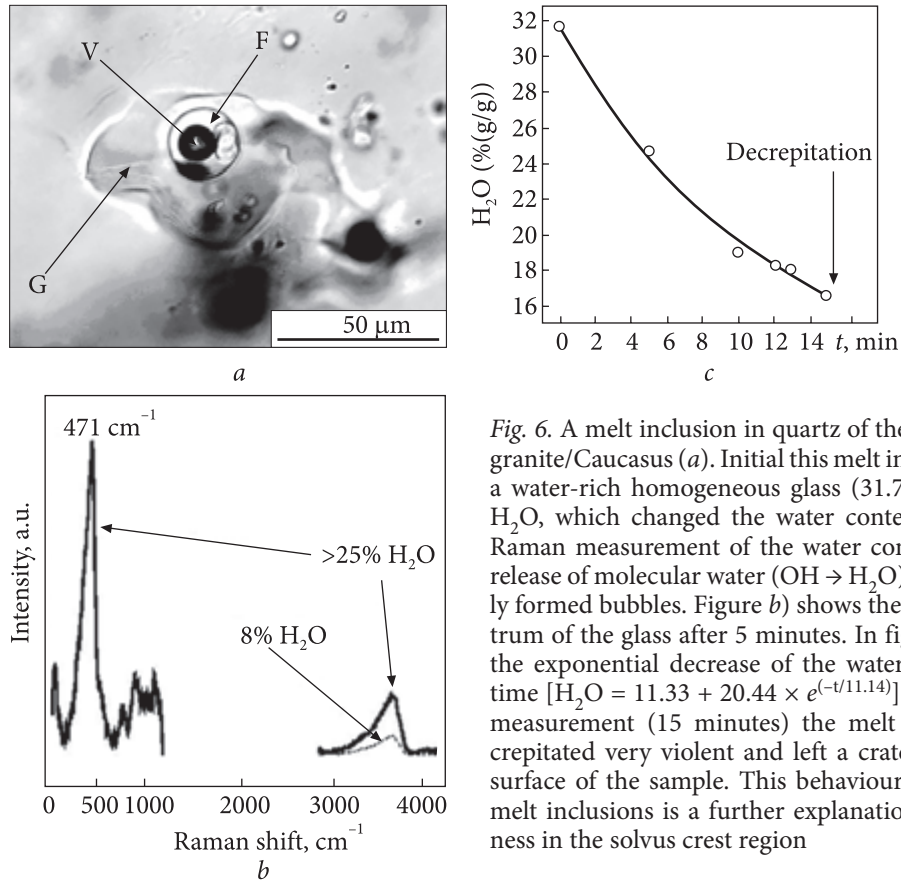 V
F
G
50 μm
a
H₂O (%(g/g))
32
30
28
26
24
22
20
18
16
Decrepitation
0 2 4 6 8 10 12 14 t, min
c
471 cm⁻¹
>25% H₂O
8% H₂O
Intensity, a.u.
0 500 1000 2000 3000 4000
Raman shift, cm⁻¹
b
Fig. 6. A melt inclusion in quartz of the
granite/Caucasus (a). Initial this melt in
a water-rich homogeneous glass (31.7
H₂O, which changed the water conte
Raman measurement of the water con
release of molecular water (OH → H₂O)
ly formed bubbles. Figure b) shows the
trum of the glass after 5 minutes. In fi
the exponential decrease of the water
time [H₂O = 11.33 + 20.44 × e^(–t/11.14)]
measurement (15 minutes) the melt
crepitated very violent and left a crate
surface of the sample. This behaviour
melt inclusions is a further explanatio
ness in the solvus crest region